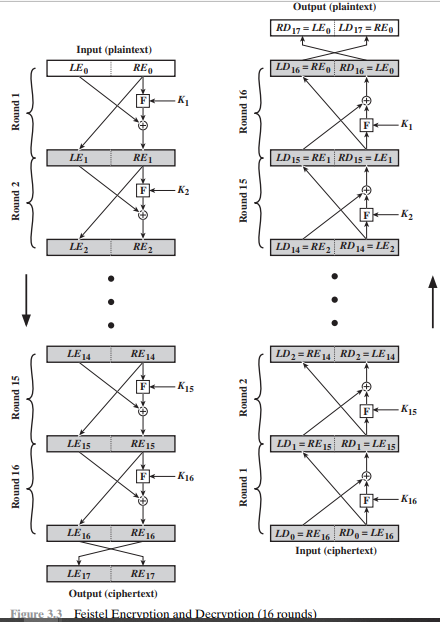 Output (plaintext)
RD17 = LE0 LD17 = RE0
Input (plaintext)
LE0 RE0
LD16 = RE0 RD16 = LE0
Round 1
F
K1
Round 16
F
K1
LE1 RE1
LD15 = RE1 RD15 = LE1
Round 2
F
K2
Round 15
F
K2
LE2 RE2
LD14 = RE2 RD14 = LE2
LE14 RE14
LD2 = RE14 RD2 = LE14
Round 15
F
K15
Round 2
F
K15
LE15 RE15
LD1 = RE15 RD1 = LE15
Round 16
F
K16
Round 1
F
K16
LE16 RE16
LD0 = RE16 RD0 = LE16
Input (ciphertext)
LE17 RE17
Output (ciphertext)
Figure 3.3 Feistel Encryption and Decryption (16 rounds)